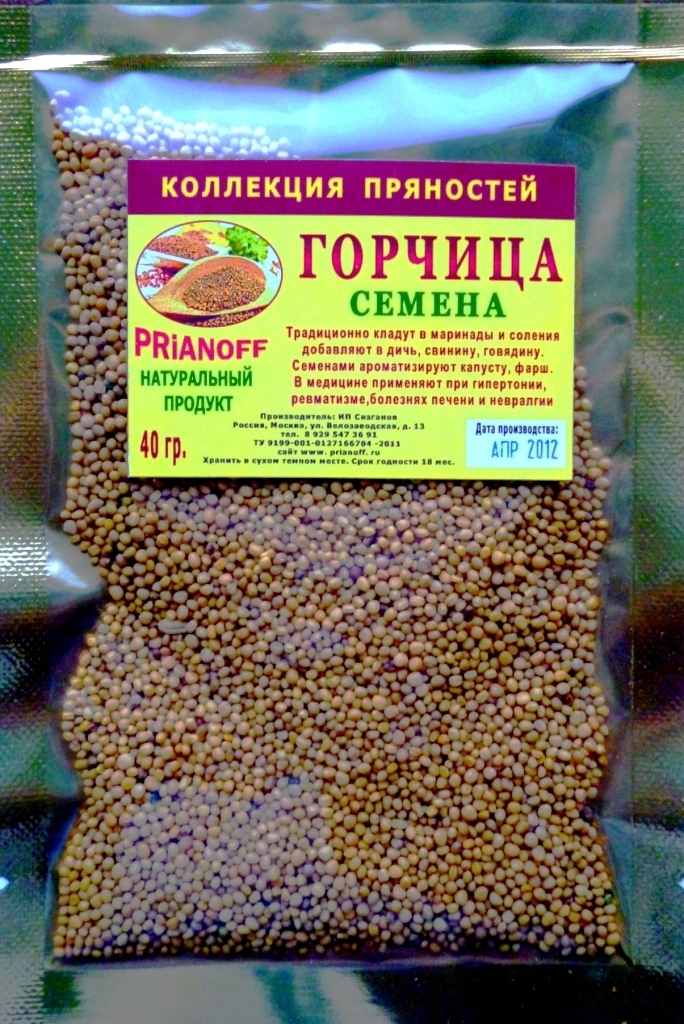 КОЛЛЕКЦИЯ ПРЯНОСТЕЙ
ГОРЧИЦА
СЕМЕНА
PRiANOFF
НАТУРАЛЬНЫЙ
ПРОДУКТ
40 гр.
Традиционно кладут в маринады и соления
добавляют в дичь, свинину, говядину.
Семенами ароматизируют капусту, фарш.
В медицине применяют при гипертонии,
ревматизме,болезнях печени и невралгии
Производитель: ИП Сизганов
Россия, Москва, ул. Велозаводская, д. 13
тел. 8 929 547 36 91
ТУ 9199-001-0127166704 -2011
сайт www. prianoff. ru
Хранить в сухом темном месте. Срок годности 18 мес.
Дата производства:
АПР 2012